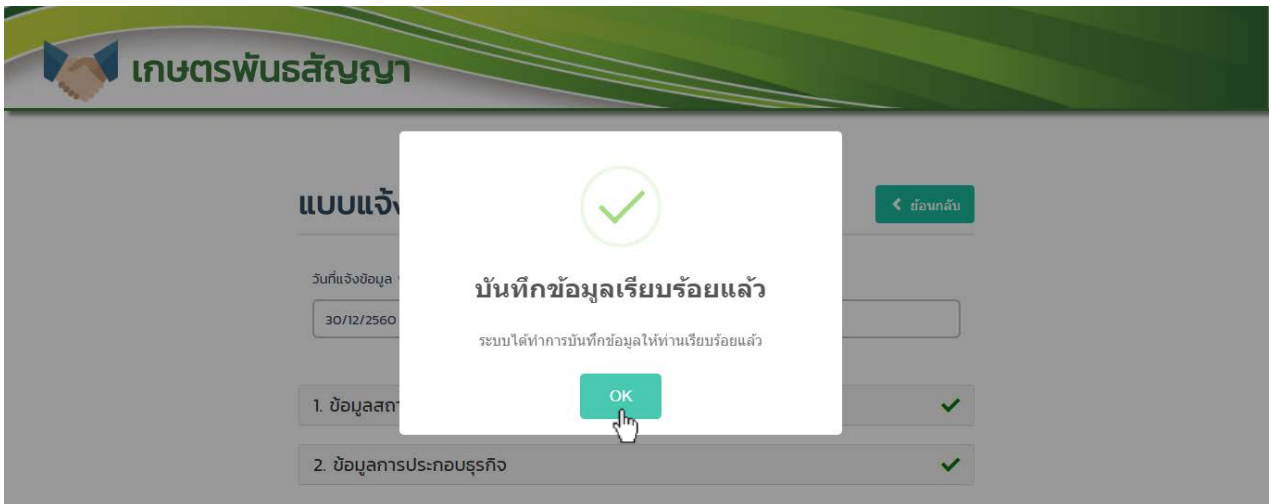 เกษตรพันธสัญญา
แบบแจ้ง
ย้อนกลับ
วันที่แจ้งข้อมูล
30/12/2560
บันทึกข้อมูลเรียบร้อยแล้ว
ระบบได้ทำการบันทึกข้อมูลให้ท่านเรียบร้อยแล้ว
OK
1. ข้อมูลสถา
2. ข้อมูลการประกอบธุรกิจ